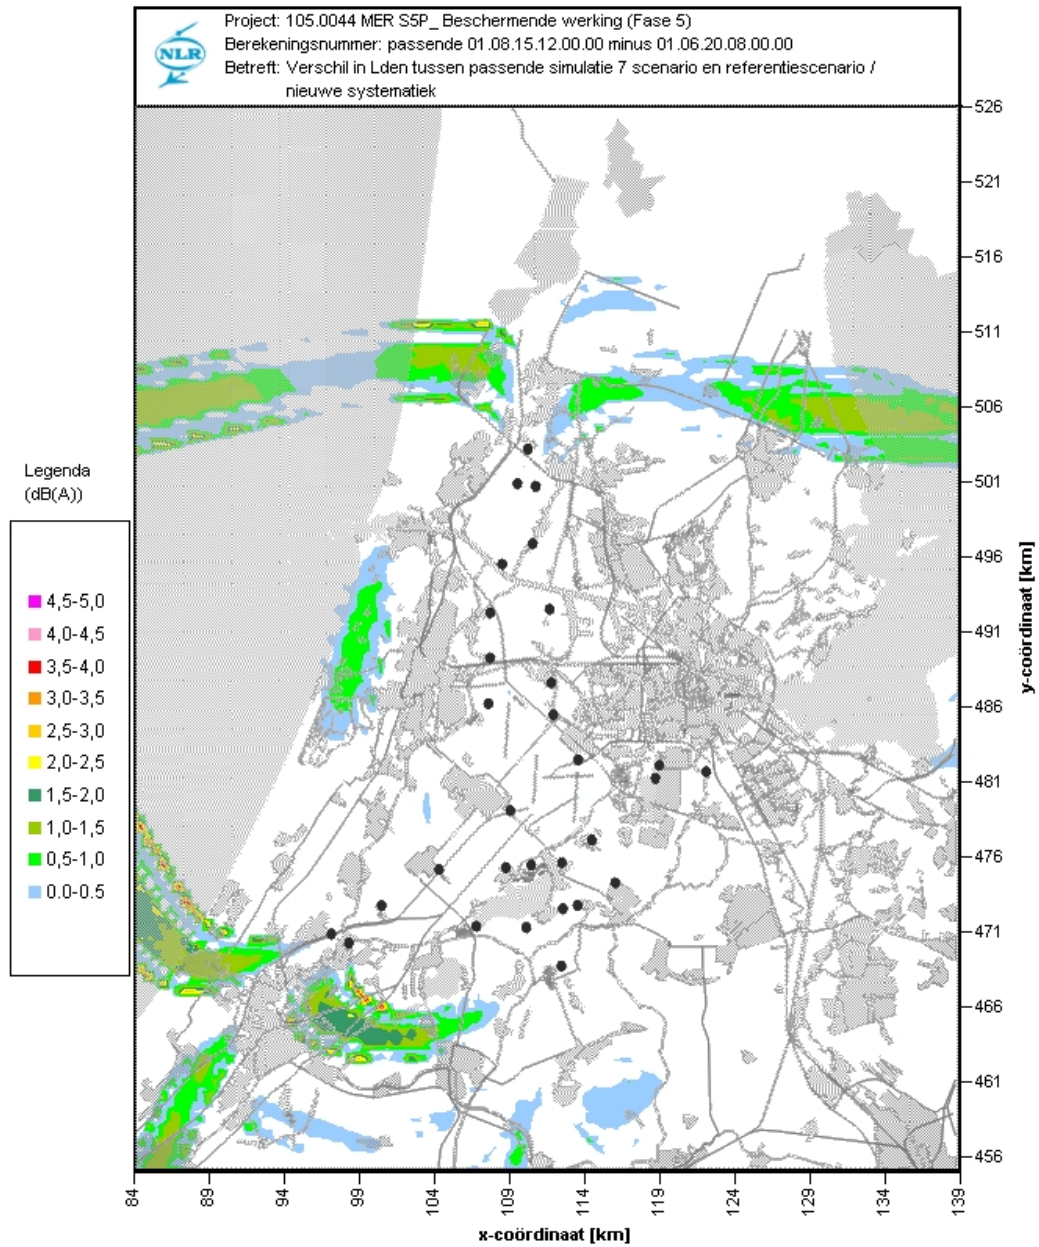 Project: 105.0044 MER S5P_ Beschermende werking (Fase 5)
NLR
Berekeningsnummer: passende 01.08.15.12.00.00 minus 01.06.20.08.00.00
Betreft: Verschil in Lden tussen passende simulatie 7 scenario en referentiescenario /
nieuwe systematiek
526
521
516
511
506
501
496
491
486
481
476
471
466
461
456
y-coördinaat [km]
Legenda
(dB(A))
4,5-5,0
4,0-4,5
3,5-4,0
3,0-3,5
2,5-3,0
2,0-2,5
1,5-2,0
1,0-1,5
0,5-1,0
0.0-0.5
84 89 94 99 104 109 114 119 124 129 134 139
x-coördinaat [km]